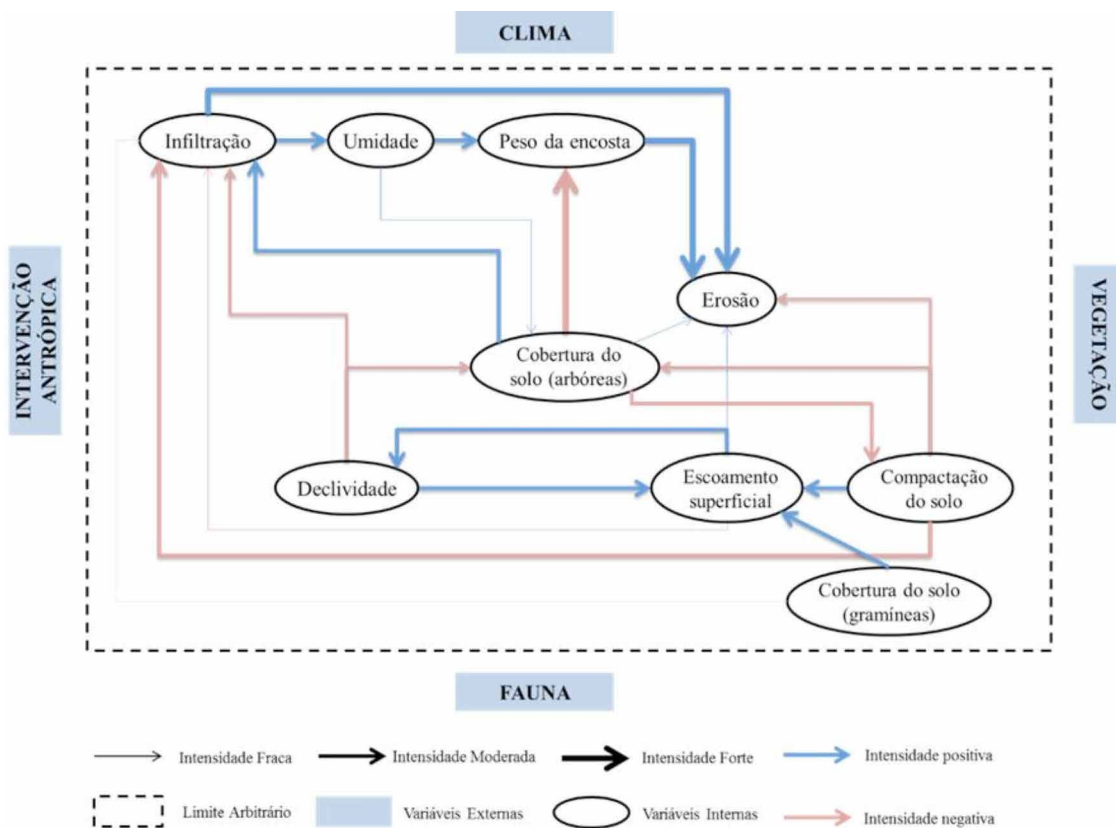 CLIMA
Infiltração
Umidade
Peso da encosta
INTERVENÇÃO
ANTRÓPICA
VEGETAÇÃO
Erosão
Cobertura do
solo (arbóreas)
Declividade
Escoamento
superficial
Compactação
do solo
Cobertura do solo
(gramíneas)
FAUNA
Intensidade Fraca
Intensidade Moderada
Intensidade Forte
Intensidade positiva
Limite Arbitrário
Variáveis Externas
Variáveis Internas
Intensidade negativa